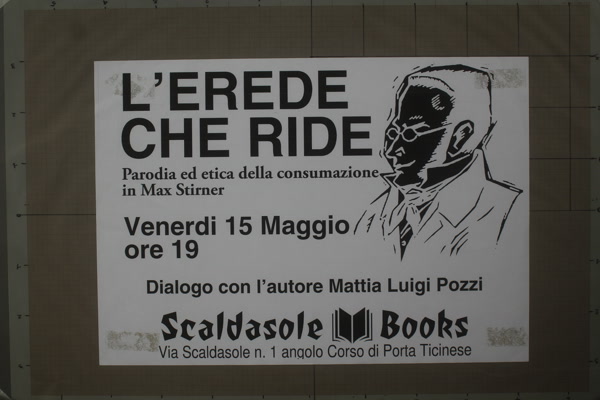 L'EREDE
CHE RIDE
Parodia ed etica della consumazione
in Max Stirner
Venerdi 15 Maggio
ore 19
Dialogo con l'autore Mattia Luigi Pozzi
Scaldasole Books
Via Scaldasole n. 1 angolo Corso di Porta Ticinese